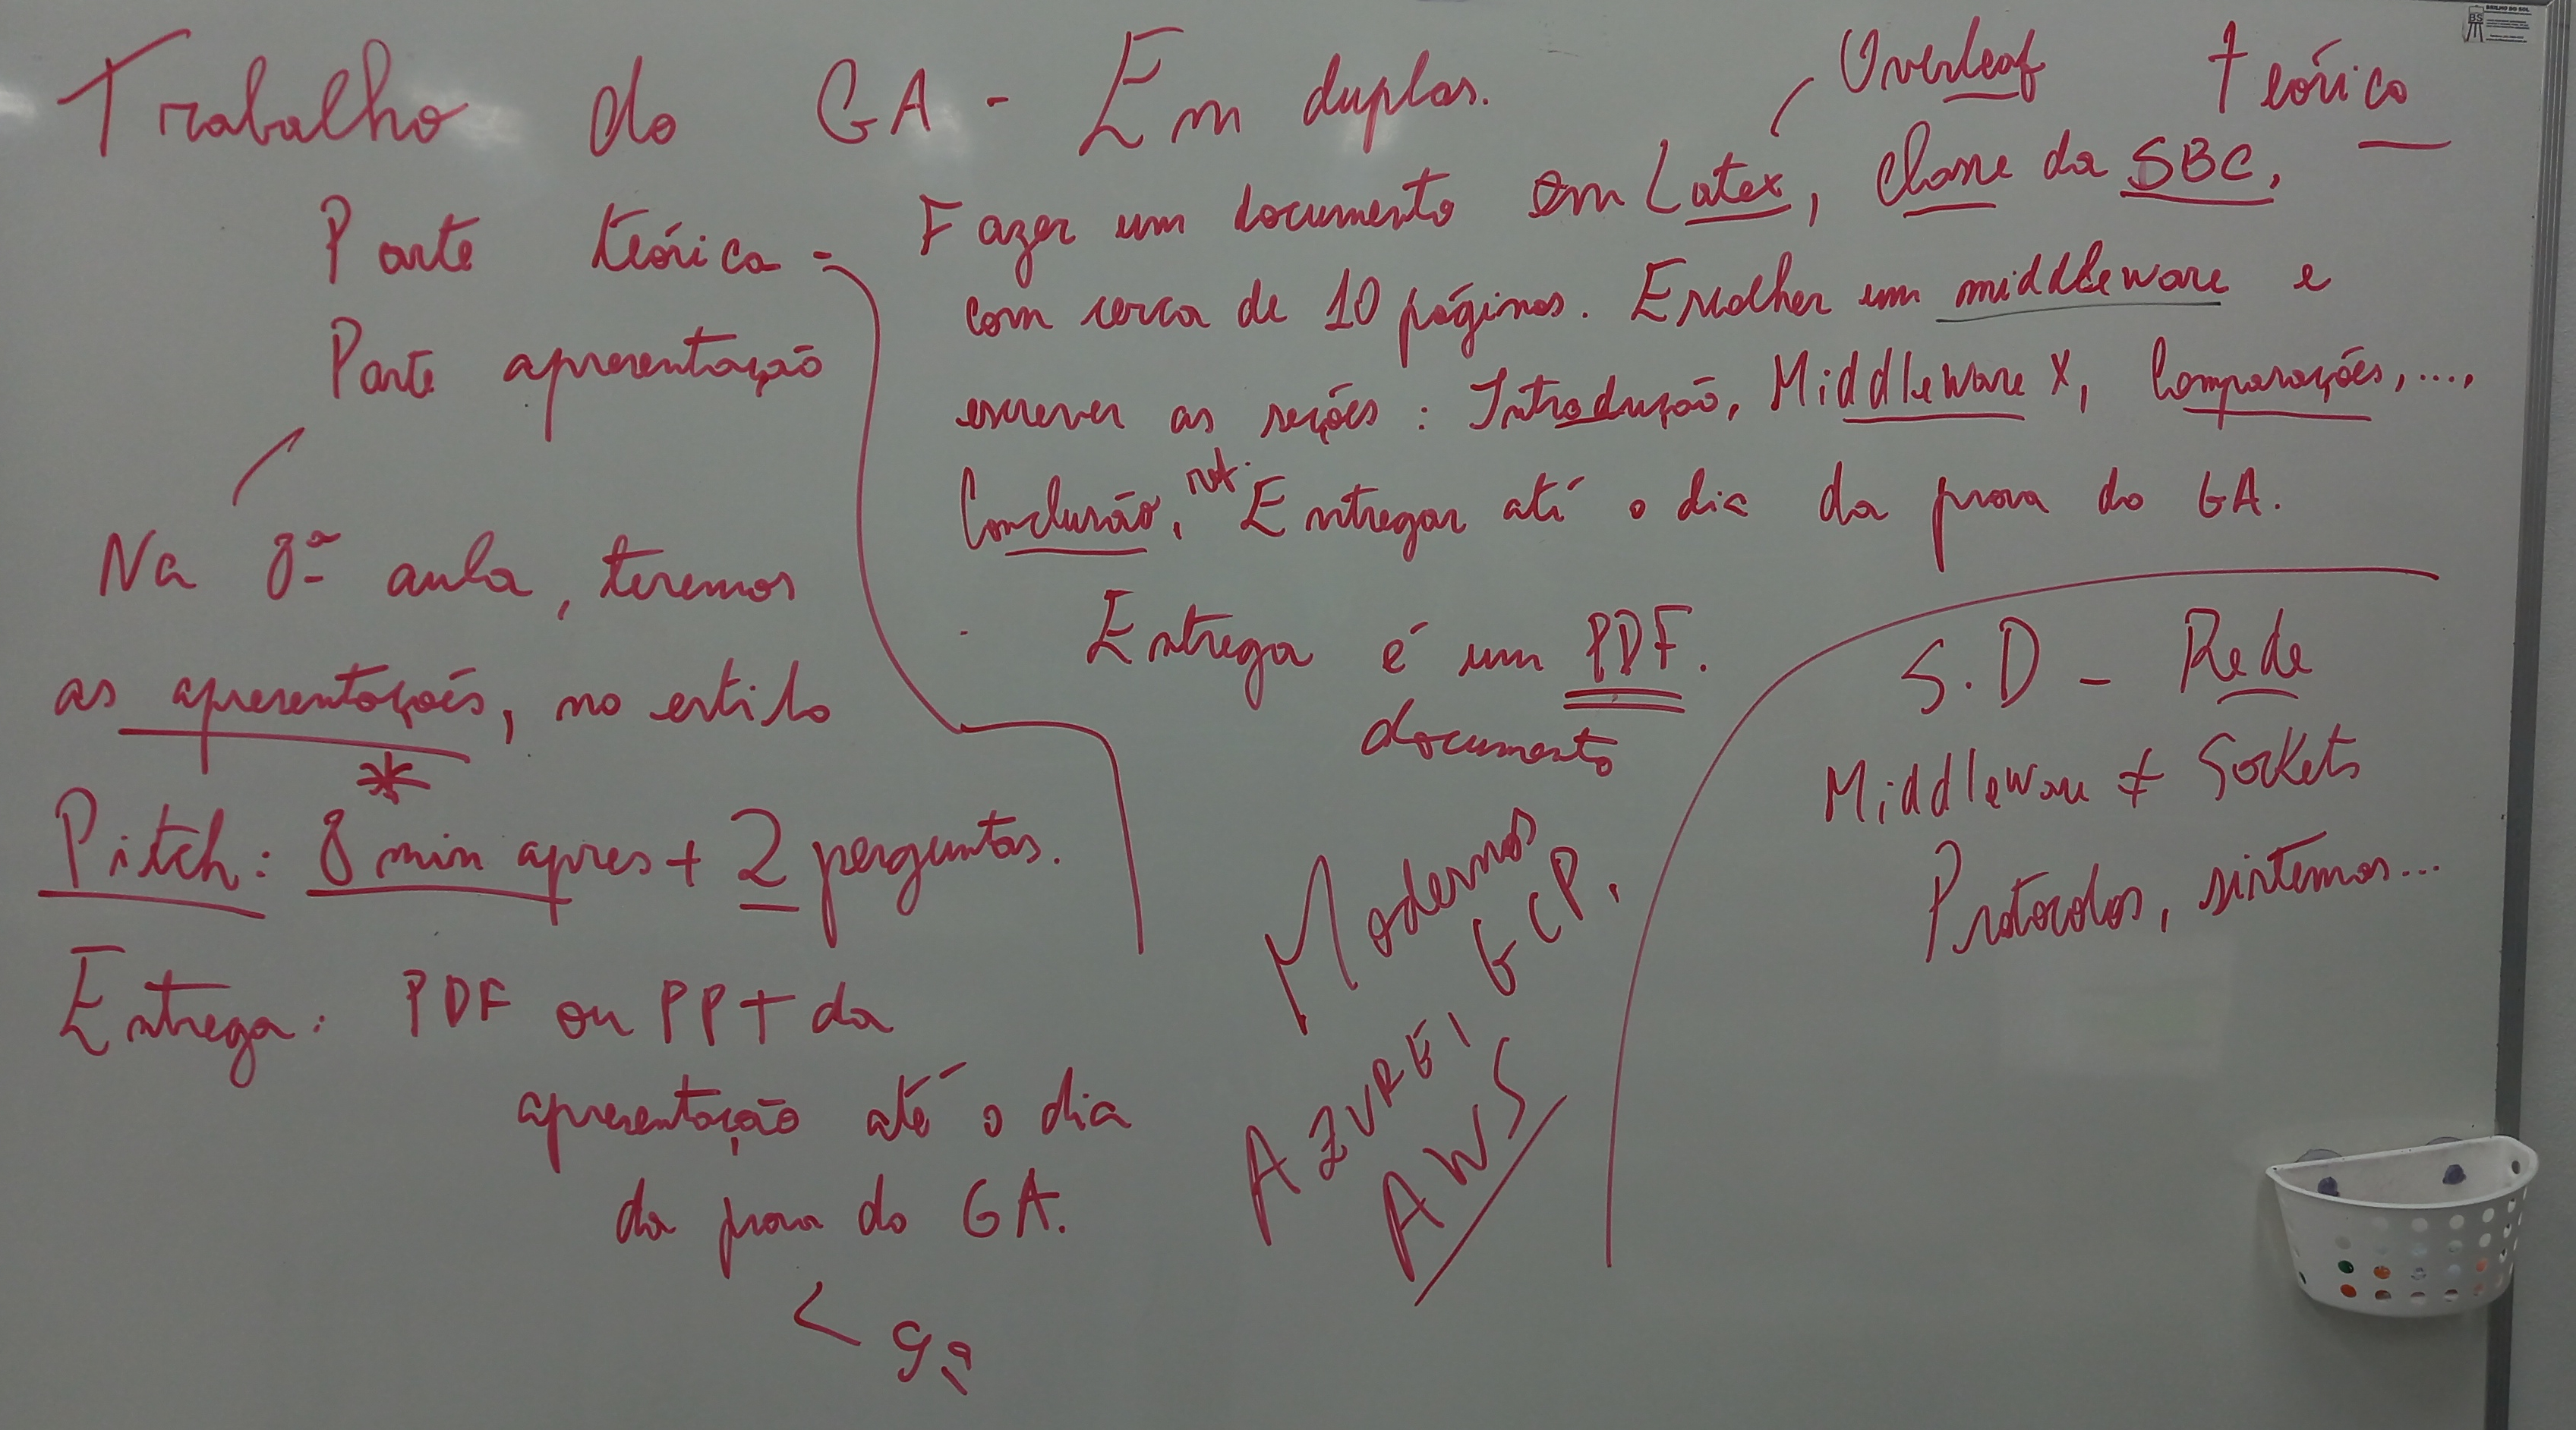 Trabalho do GA - Em duplas.
Parte teórica -
Parte apresentação
Na 8ª aula, teremos
as apresentações, no estilo
*
Pitch: 8 min apres + 2 perguntas.
Entrega: PDF ou PPT da
apresentação até o dia
da prova do GA.
< 9ª
Overleaf teórico
Fazer um documento em Latex, Classe da SBC,
com cerca de 10 páginas. Escolher um middleware e
escrever as seções: Introdução, Middleware X, Comparações, ...,
Conclusão, Entregar até o dia da prova do GA.
Entrega é um PDF.
documento
Modernos
GCP,
AZURE,
AWS
S.D - Rede
Middleware ≠ Sockets
Protocolos, sistemas...
BS
BRILHO DO SOL